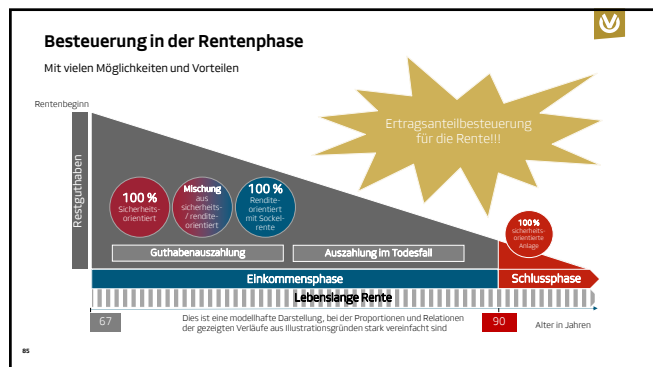 Besteuerung in der Rentenphase
Mit vielen Möglichkeiten und Vorteilen
Rentenbeginn
Ertragsanteilbesteuerung
für die Rente!!!
Restguthaben
100 %
Sicherheits-
orientiert
Mischung
aus
sicherheits-
/ rendite-
orientiert
100 %
Rendite-
orientiert
mit Sockel-
rente
100 %
sicherheits-
orientierte
Anlage
Guthabenauszahlung
Auszahlung im Todesfall
Einkommensphase
Schlussphase
Lebenslange Rente
67
Dies ist eine modellhafte Darstellung, bei der Proportionen und Relationen
der gezeigten Verläufe aus Illustrationsgründen stark vereinfacht sind
90
Alter in Jahren
85